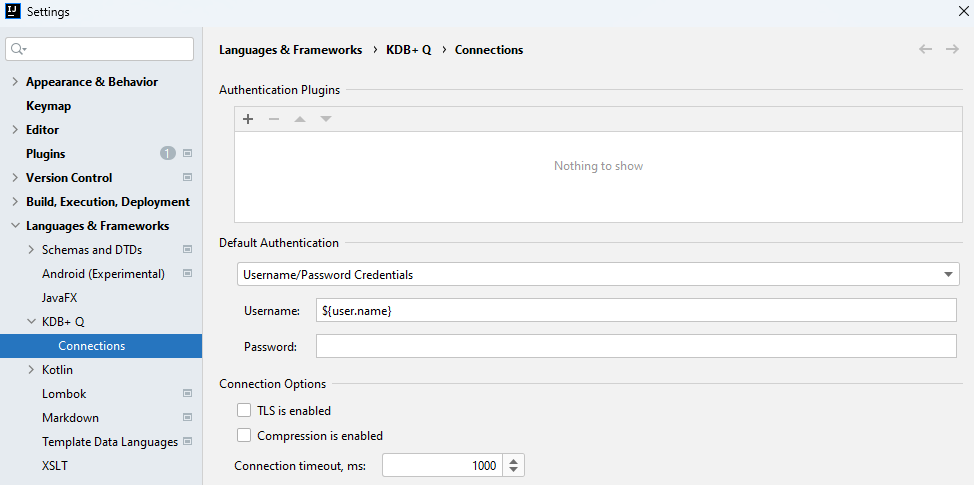 Settings
Appearance & Behavior
Keymap
Editor
Plugins 1
Version Control
Build, Execution, Deployment
Languages & Frameworks
Schemas and DTDs
Android (Experimental)
JavaFX
KDB+ Q
Connections
Kotlin
Lombok
Markdown
Template Data Languages
XSLT
Languages & Frameworks › KDB+ Q › Connections
Authentication Plugins
Nothing to show
Default Authentication
Username/Password Credentials
Username: ${user.name}
Password:
Connection Options
TLS is enabled
Compression is enabled
Connection timeout, ms: 1000